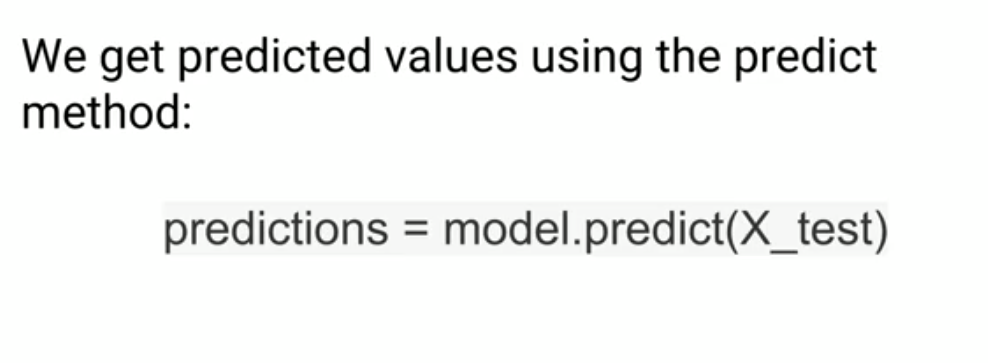 We get predicted values using the predict
method:
predictions = model.predict(X_test)